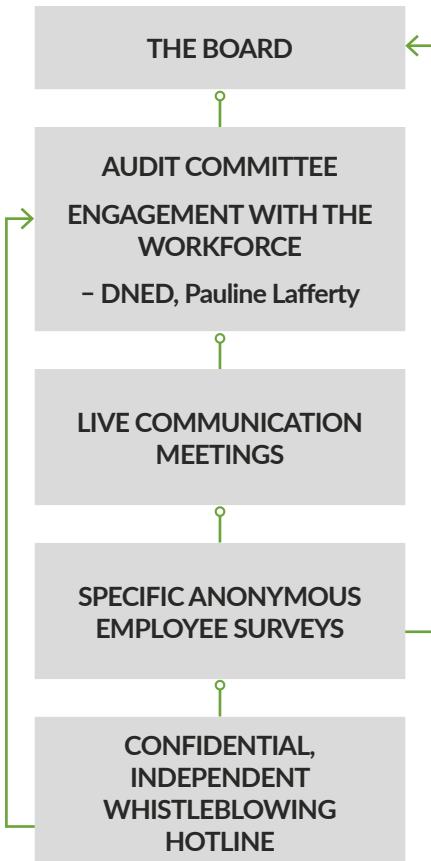 THE BOARD
AUDIT COMMITTEE
ENGAGEMENT WITH THE
WORKFORCE
– DNED, Pauline Lafferty
LIVE COMMUNICATION
MEETINGS
SPECIFIC ANONYMOUS
EMPLOYEE SURVEYS
CONFIDENTIAL,
INDEPENDENT
WHISTLEBLOWING
HOTLINE